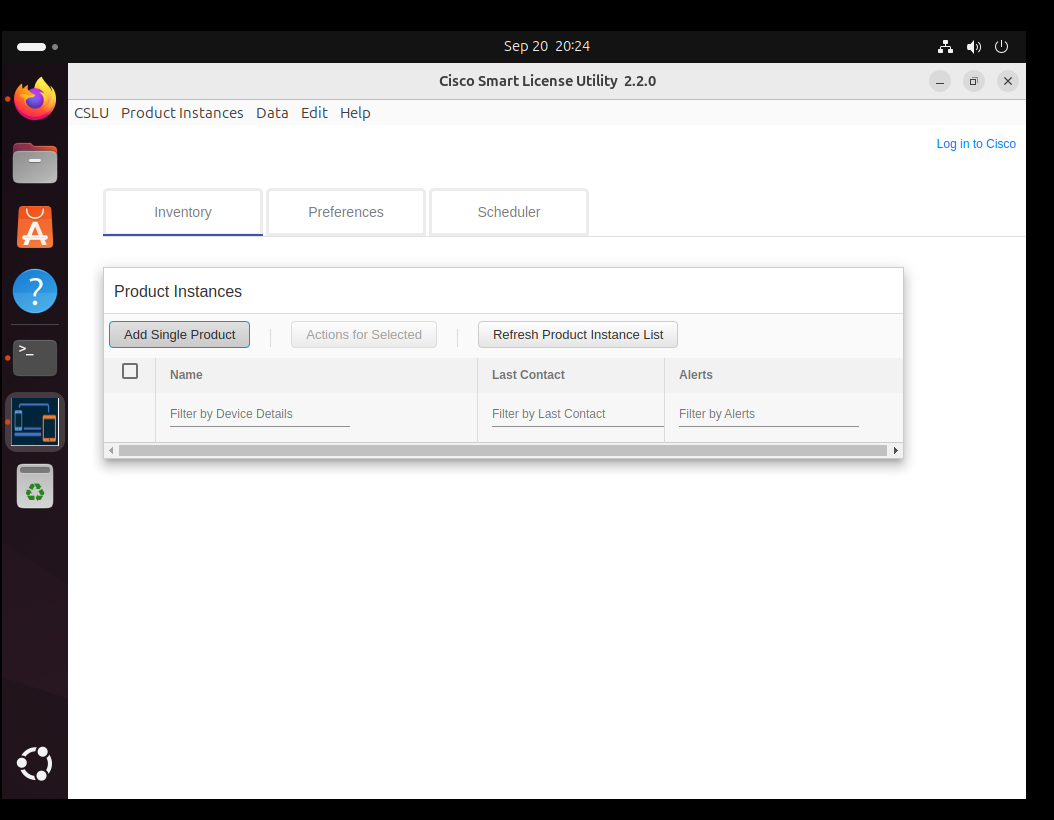 Sep 20 20:24
Cisco Smart License Utility 2.2.0
CSLU Product Instances Data Edit Help
Log in to Cisco
Inventory Preferences Scheduler
Product Instances
Add Single Product Actions for Selected Refresh Product Instance List
Name Last Contact Alerts
Filter by Device Details Filter by Last Contact Filter by Alerts
?
>_